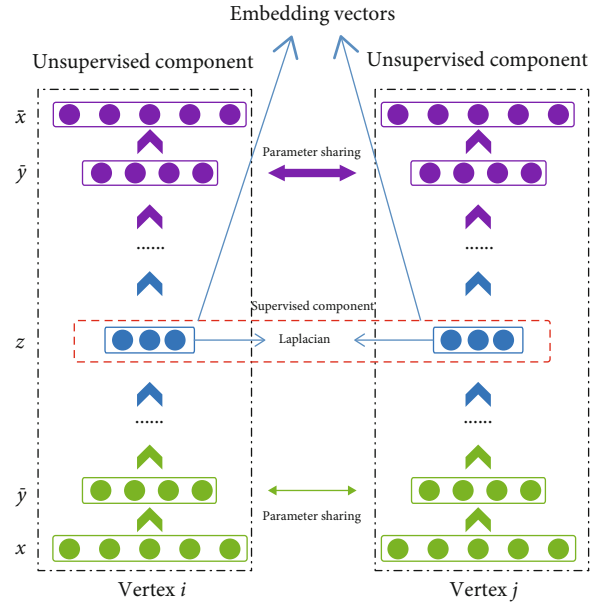 Embedding vectors
Unsupervised component
Unsupervised component
x̄
ȳ
Parameter sharing
......
......
Supervised component
z
Laplacian
......
......
ȳ
Parameter sharing
x
Vertex i
Vertex j